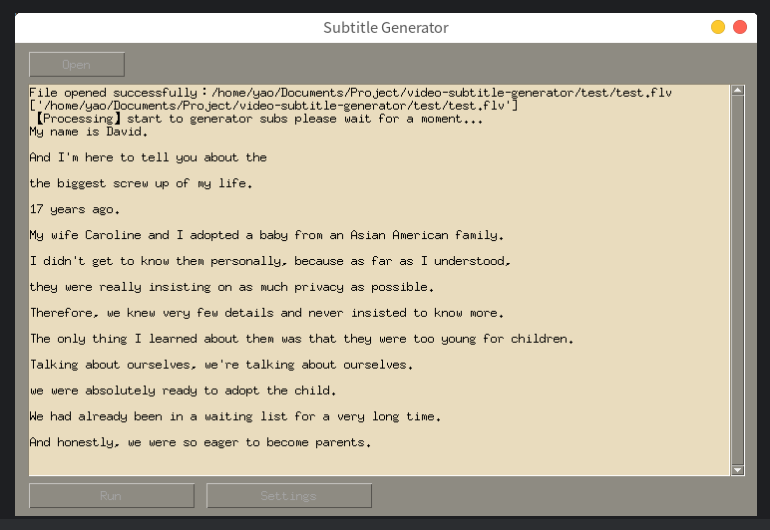 Subtitle Generator
Open
File opened successfully：/home/yao/Documents/Project/video-subtitle-generator/test/test.flv
['/home/yao/Documents/Project/video-subtitle-generator/test/test.flv']
【Processing】start to generator subs please wait for a moment...
My name is David.
And I'm here to tell you about the
the biggest screw up of my life.
17 years ago.
My wife Caroline and I adopted a baby from an Asian American family.
I didn't get to know them personally, because as far as I understood,
they were really insisting on as much privacy as possible.
Therefore, we knew very few details and never insisted to know more.
The only thing I learned about them was that they were too young for children.
Talking about ourselves, we're talking about ourselves.
we were absolutely ready to adopt the child.
We had already been in a waiting list for a very long time.
And honestly, we were so eager to become parents.
Run
Settings